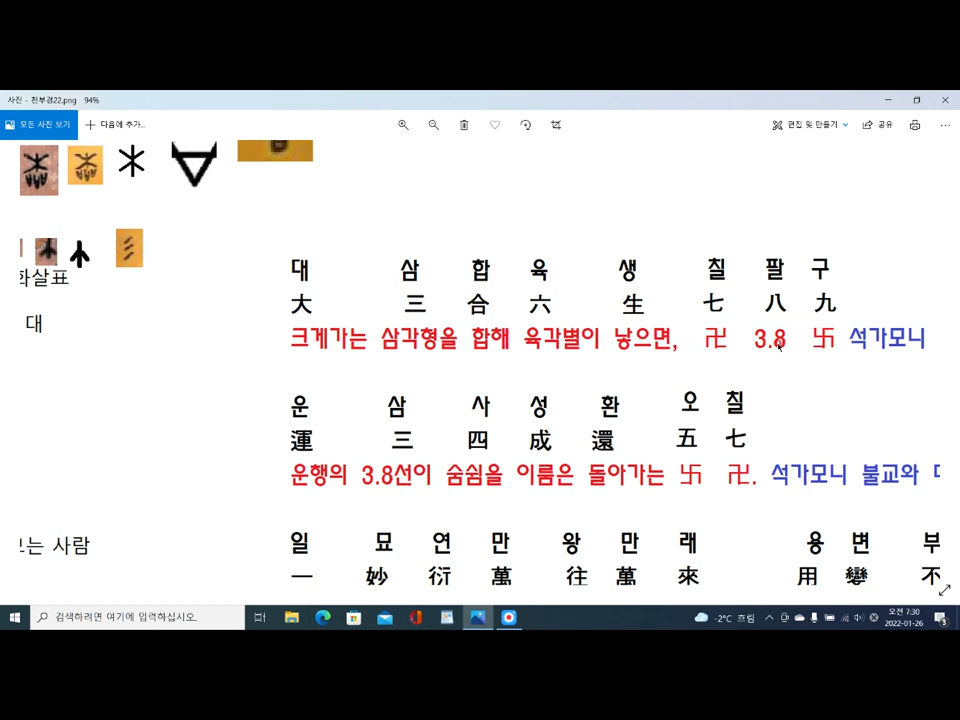 사진 - 천부경22.png 94%
모든 사진 보기 다음에 추가...
편집 및 만들기 공유
화살표
대
대 삼 합 육 생 칠 팔 구
大 三 合 六 生 七 八 九
크게가는 삼각형을 합해 육각별이 낳으면, 卍 3.8 卐 석가모니
운 삼 사 성 환 오 칠
運 三 四 成 還 五 七
운행의 3.8선이 숨쉼을 이룸은 돌아가는 卐 卍. 석가모니 불교와
는 사람
일 묘 연 만 왕 만 래 용 변 부
一 妙 衍 萬 往 萬 來 用 變 不
검색하려면 여기에 입력하십시오.
-2°C 흐림
오전 7:30
2022-01-26
3